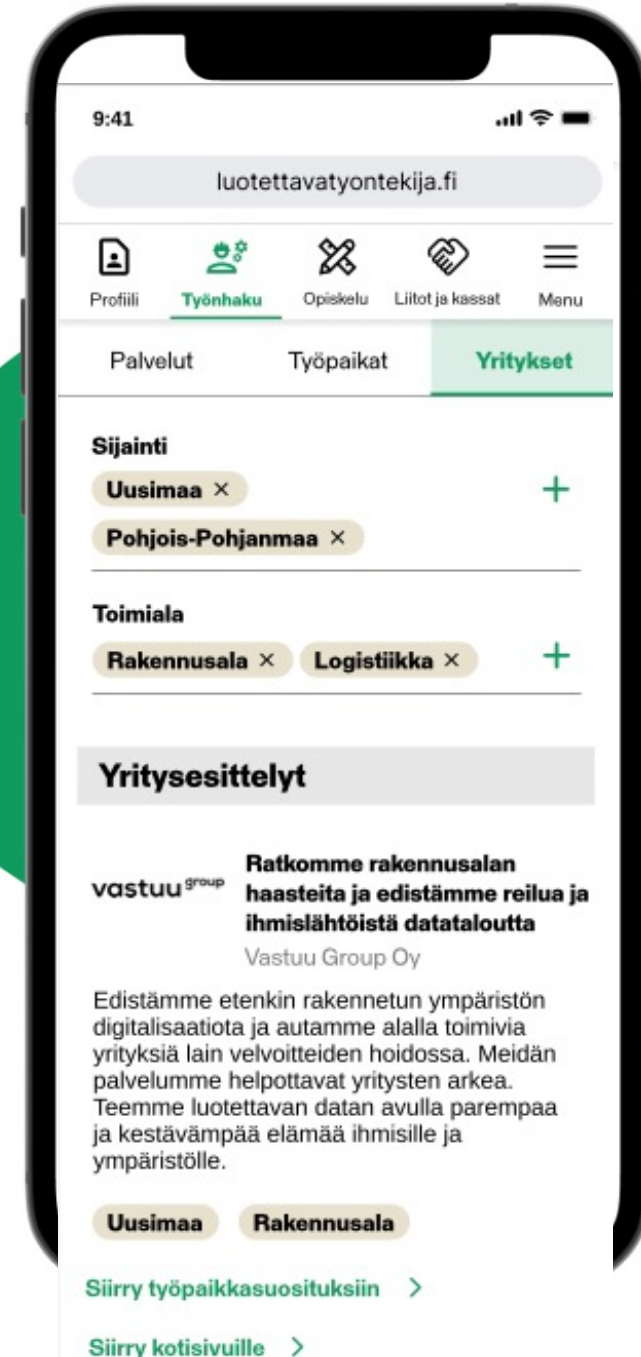 9:41
luotettavatyontekija.fi
Profiili Työnhaku Opiskelu Liitot ja kassat Menu
Palvelut Työpaikat Yritykset
Sijainti
Uusimaa ×
Pohjois-Pohjanmaa ×
+
Toimiala
Rakennusala × Logistiikka × +
Yritysesittelyt
vastuu group
Ratkomme rakennusalan
haasteita ja edistämme reilua ja
ihmislähtöistä datataloutta
Vastuu Group Oy
Edistämme etenkin rakennetun ympäristön
digitalisaatiota ja autamme alalla toimivia
yrityksiä lain velvoitteiden hoidossa. Meidän
palvelumme helpottavat yritysten arkea.
Teemme luotettavan datan avulla parempaa
ja kestävämpää elämää ihmisille ja
ympäristölle.
Uusimaa Rakennusala
Siirry työpaikkasuosituksiin >
Siirry kotisivuille >